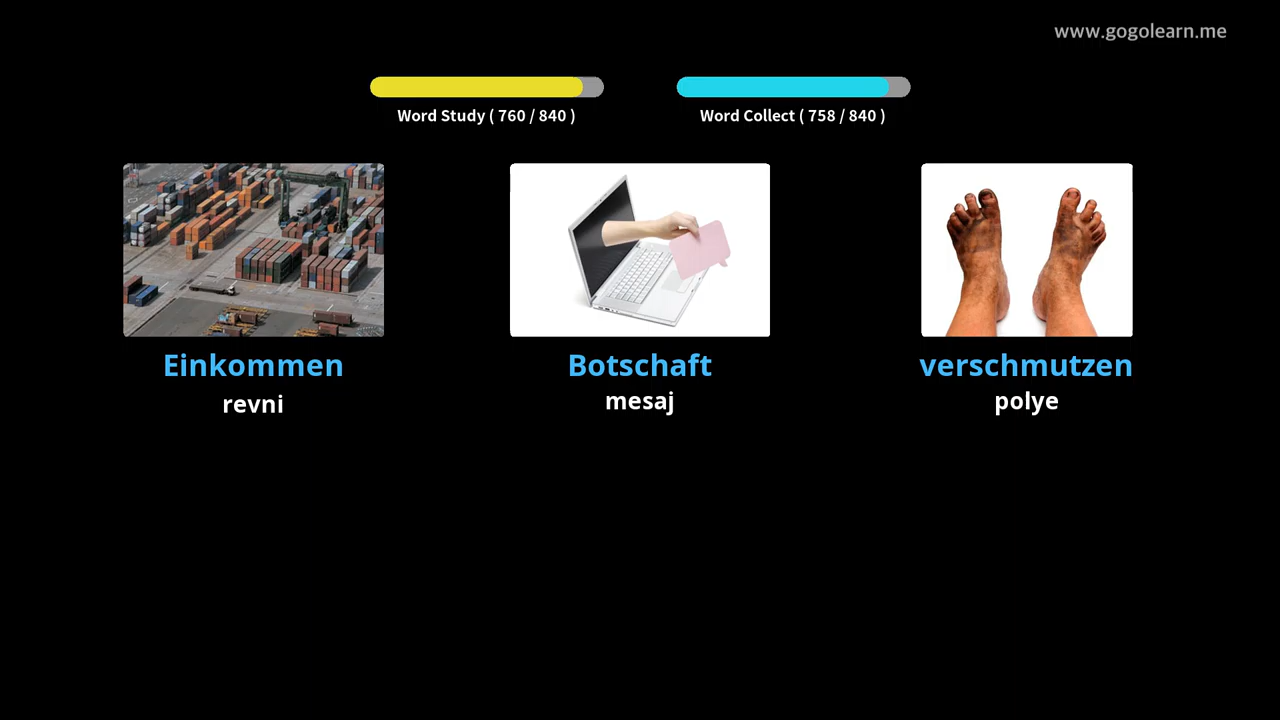 www.gogolearn.me
Word Study ( 760 / 840 )
Word Collect ( 758 / 840 )
Einkommen
revni
Botschaft
mesaj
verschmutzen
polye